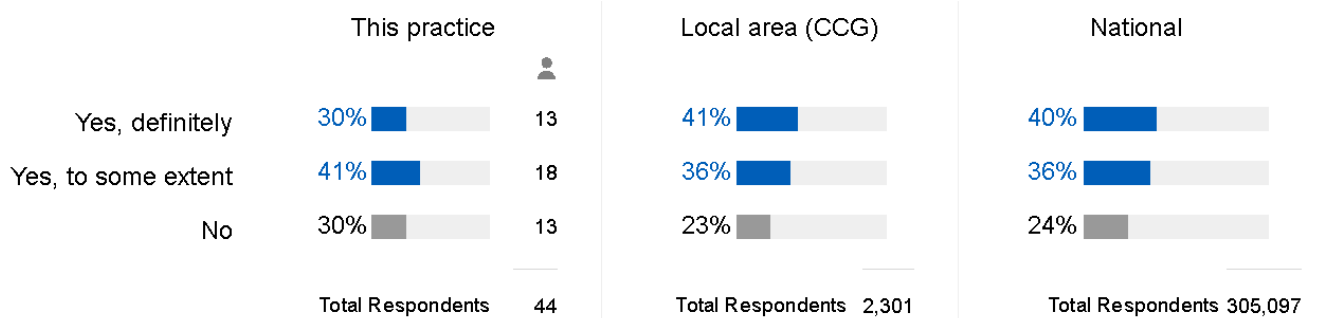 This practice Local area (CCG) National
Yes, definitely 30% 13 41% 40%
Yes, to some extent 41% 18 36% 36%
No 30% 13 23% 24%
Total Respondents 44 Total Respondents 2,301 Total Respondents 305,097